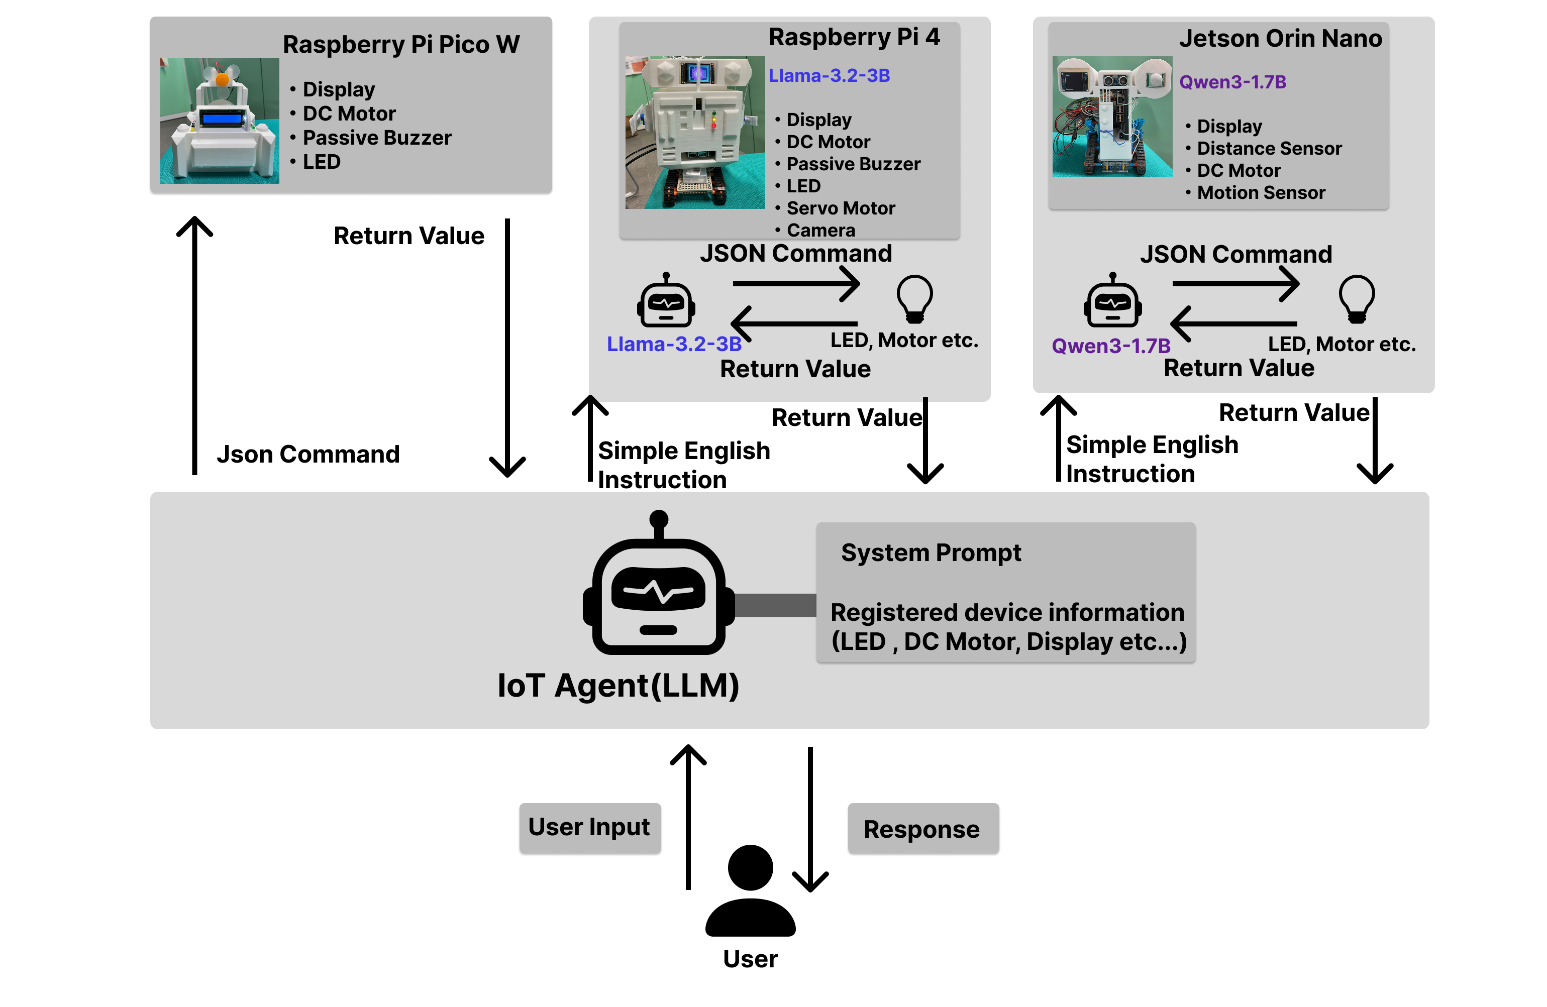 Raspberry Pi Pico W
・Display
・DC Motor
・Passive Buzzer
・LED
Raspberry Pi 4
Llama-3.2-3B
・Display
・DC Motor
・Passive Buzzer
・LED
・Servo Motor
・Camera
JSON Command
Llama-3.2-3B
LED, Motor etc.
Return Value
Jetson Orin Nano
Qwen3-1.7B
・Display
・Distance Sensor
・DC Motor
・Motion Sensor
JSON Command
Qwen3-1.7B
LED, Motor etc.
Return Value
Return Value
Json Command
Return Value
Simple English
Instruction
Return Value
Simple English
Instruction
IoT Agent(LLM)
System Prompt
Registered device information
(LED , DC Motor, Display etc...)
User Input
Response
User